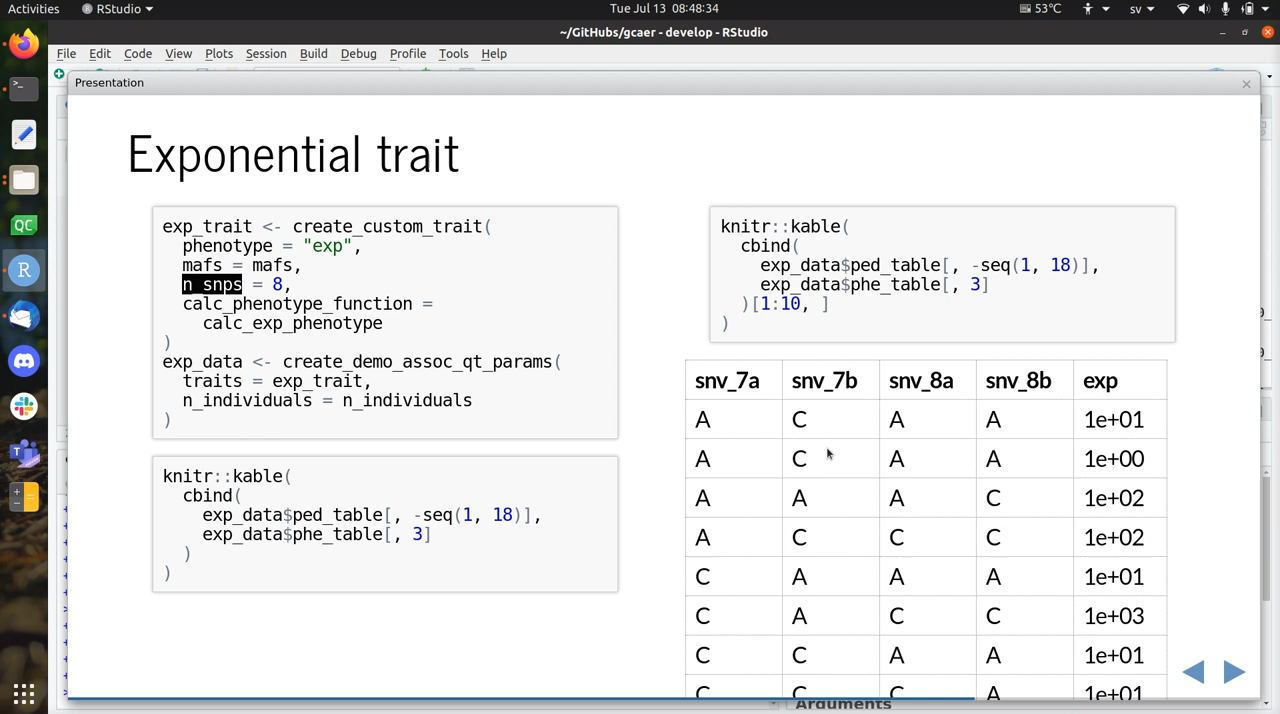 Activities
RStudio
Tue Jul 13 08:48:34
53°C
sv
~/GitHubs/gcaer - develop - RStudio
File Edit Code View Plots Session Build Debug Profile Tools Help
Presentation
Exponential trait
exp_trait <- create_custom_trait(
phenotype = "exp",
mafs = mafs,
n_snps = 8,
calc_phenotype_function =
calc_exp_phenotype
)
exp_data <- create_demo_assoc_qt_params(
traits = exp_trait,
n_individuals = n_individuals
)
knitr::kable(
cbind(
exp_data$ped_table[, -seq(1, 18)],
exp_data$phe_table[, 3]
)
)
knitr::kable(
cbind(
exp_data$ped_table[, -seq(1, 18)],
exp_data$phe_table[, 3]
)[1:10, ]
)
snv_7a snv_7b snv_8a snv_8b exp
A C A A 1e+01
A C A A 1e+00
A A A C 1e+02
A C C C 1e+02
C A A A 1e+01
C A C C 1e+03
C C A A 1e+01
C C C A 1e+01
Arguments
QC
R